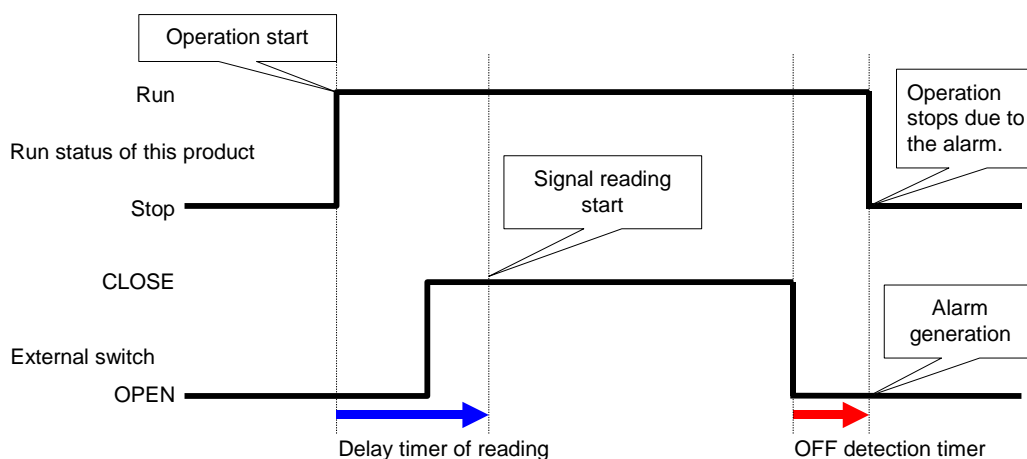 Operation start
Run
Operation
stops due to
the alarm.
Run status of this product
Signal reading
start
Stop
CLOSE
Alarm
generation
External switch
OPEN
Delay timer of reading
OFF detection timer